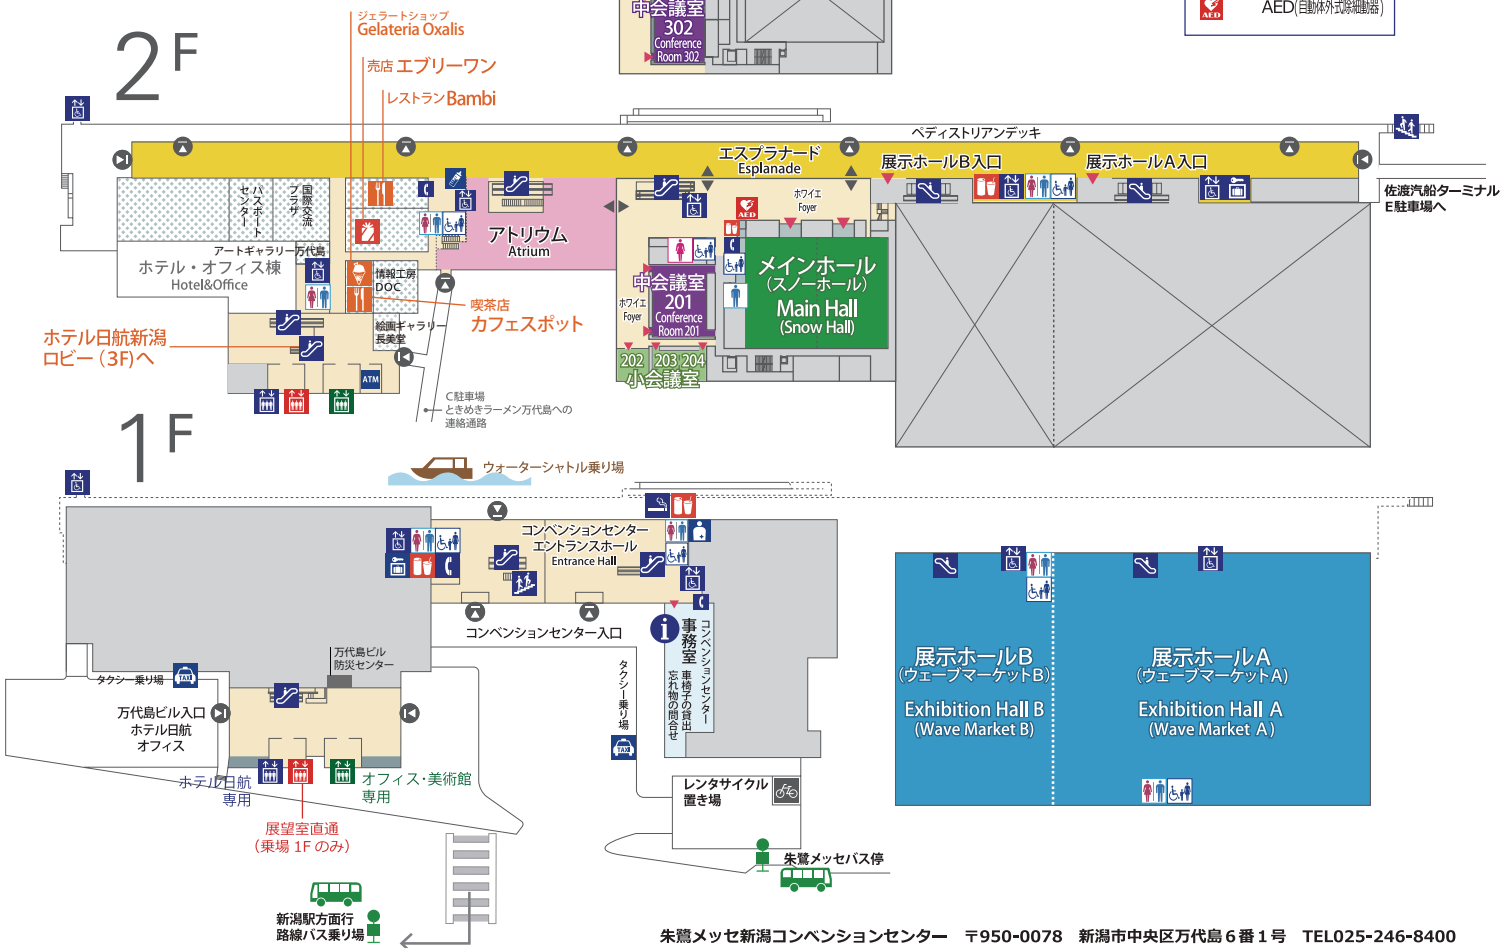 中会議室
302
Conference
Room 302
AED
AED(自動体外式除細動器)
2F
ジェラートショップ
Gelateria Oxalis
売店 エブリーワン
レストラン Bambi
ペディストリアンデッキ
エスプラナード
Esplanade
展示ホールB入口
展示ホールA入口
佐渡汽船ターミナル
E駐車場へ
パスポート
センター
国際交流
プラザ
ホワイエ
Foyer
AED
アトリウム
Atrium
アートギャラリー万代島
ホテル・オフィス棟
Hotel&Office
情報工房
DOC
中会議室
201
Conference
Room 201
メインホール
(スノーホール)
Main Hall
(Snow Hall)
ホワイエ
Foyer
喫茶店
カフェスポット
絵画ギャラリー
長美堂
ホテル日航新潟
ロビー(3F)へ
202
203
204
小会議室
ATM
C駐車場
ときめきラーメン万代島への
連絡通路
1F
ウォーターシャトル乗り場
コンベンションセンター
エントランスホール
Entrance Hall
コンベンションセンター入口
i
コンベンションセンター
事務室
車椅子の貸出
忘れ物の問合せ
タクシー乗り場
TAXI
万代島ビル
防災センター
タクシー乗り場
TAXI
万代島ビル入口
ホテル日航
オフィス
展示ホールB
(ウェーブマーケットB)
Exhibition Hall B
(Wave Market B)
展示ホールA
(ウェーブマーケットA)
Exhibition Hall A
(Wave Market A)
ホテル日航
専用
オフィス・美術館
専用
展望室直通
(乗場 1F のみ)
レンタサイクル
置き場
朱鷺メッセバス停
新潟駅方面行
路線バス乗り場
朱鷺メッセ新潟コンベンションセンター 〒950-0078 新潟市中央区万代島6番1号 TEL025-246-8400